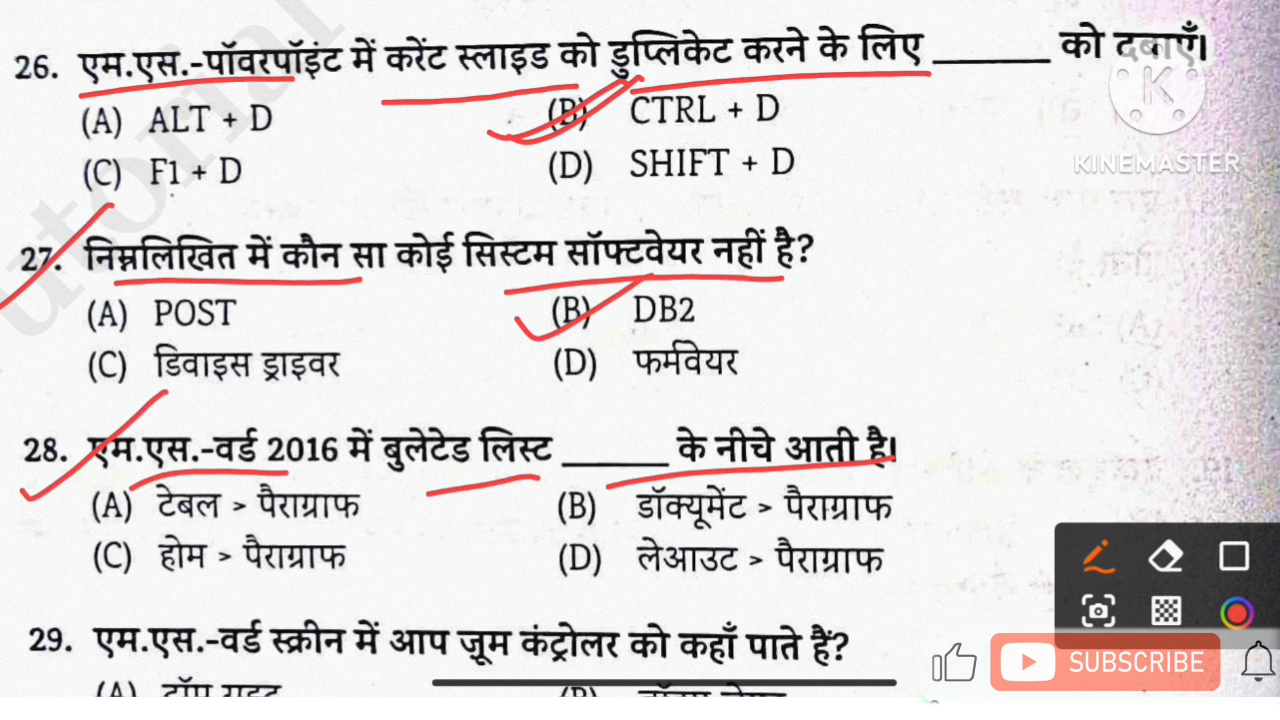 26. एम.एस.-पॉवरपॉइंट में करेंट स्लाइड को डुप्लिकेट करने के लिए ______ को दबाएँ।
(A) ALT + D (B) CTRL + D
(C) F1 + D (D) SHIFT + D
KINEMASTER
27. निम्नलिखित में कौन सा कोई सिस्टम सॉफ्टवेयर नहीं है?
(A) POST (B) DB2
(C) डिवाइस ड्राइवर (D) फर्मवेयर
28. एम.एस.-वर्ड 2016 में बुलेटेड लिस्ट ______ के नीचे आती है।
(A) टेबल > पैराग्राफ (B) डॉक्यूमेंट > पैराग्राफ
(C) होम > पैराग्राफ (D) लेआउट > पैराग्राफ
29. एम.एस.-वर्ड स्क्रीन में आप ज़ूम कंट्रोलर को कहाँ पाते हैं?
(A) (B)
SUBSCRIBE